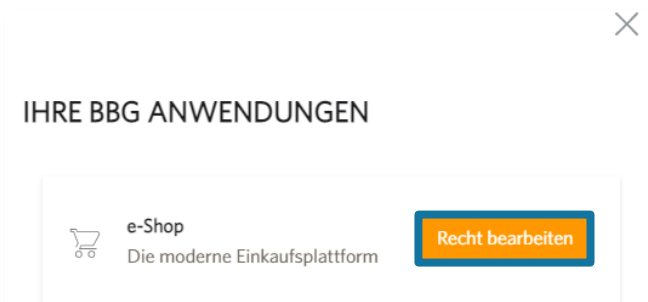 IHRE BBG ANWENDUNGEN
e-Shop
Die moderne Einkaufsplattform
Recht bearbeiten